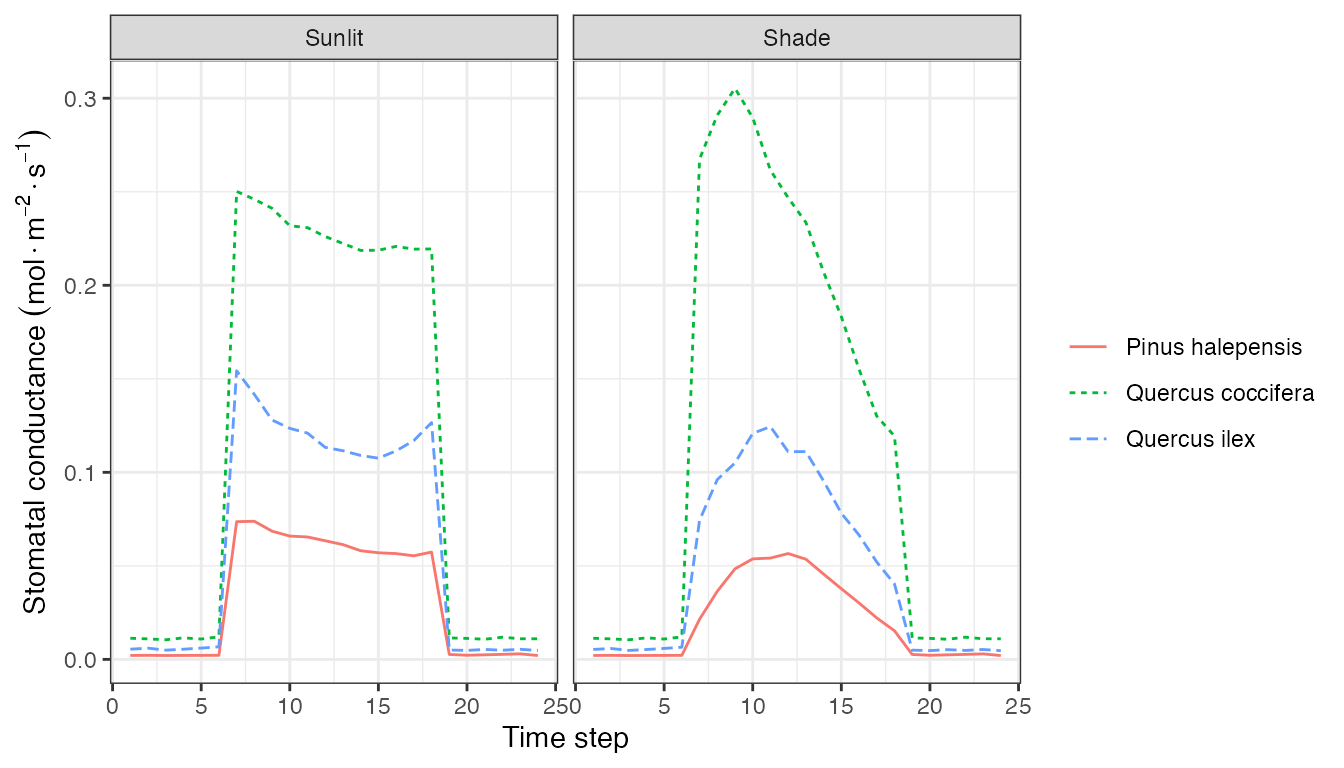 Sunlit Shade
Stomatal conductance (mol · m⁻² · s⁻¹)
0.3
0.2
0.1
0.0
0 5 10 15 20 25 0 5 10 15 20 25
Time step
Pinus halepensis
Quercus coccifera
Quercus ilex